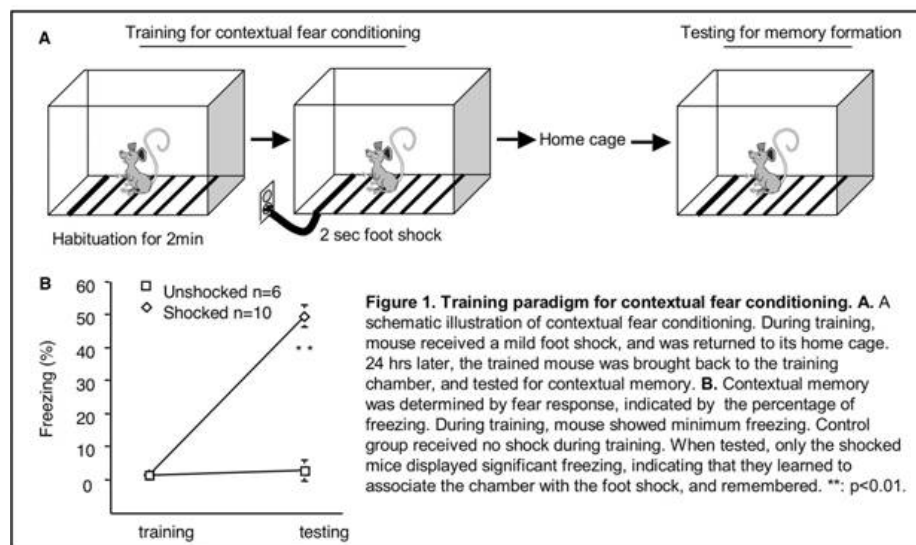 A
Training for contextual fear conditioning
Testing for memory formation
Home cage
Habituation for 2min
2 sec foot shock
B
60
50
40
30
20
10
0
Freezing (%)
Unshocked n=6
Shocked n=10
* *
training
testing
Figure 1. Training paradigm for contextual fear conditioning. A. A
schematic illustration of contextual fear conditioning. During training,
mouse received a mild foot shock, and was returned to its home cage.
24 hrs later, the trained mouse was brought back to the training
chamber, and tested for contextual memory. B. Contextual memory
was determined by fear response, indicated by the percentage of
freezing. During training, mouse showed minimum freezing. Control
group received no shock during training. When tested, only the shocked
mice displayed significant freezing, indicating that they learned to
associate the chamber with the foot shock, and remembered. **: p<0.01.